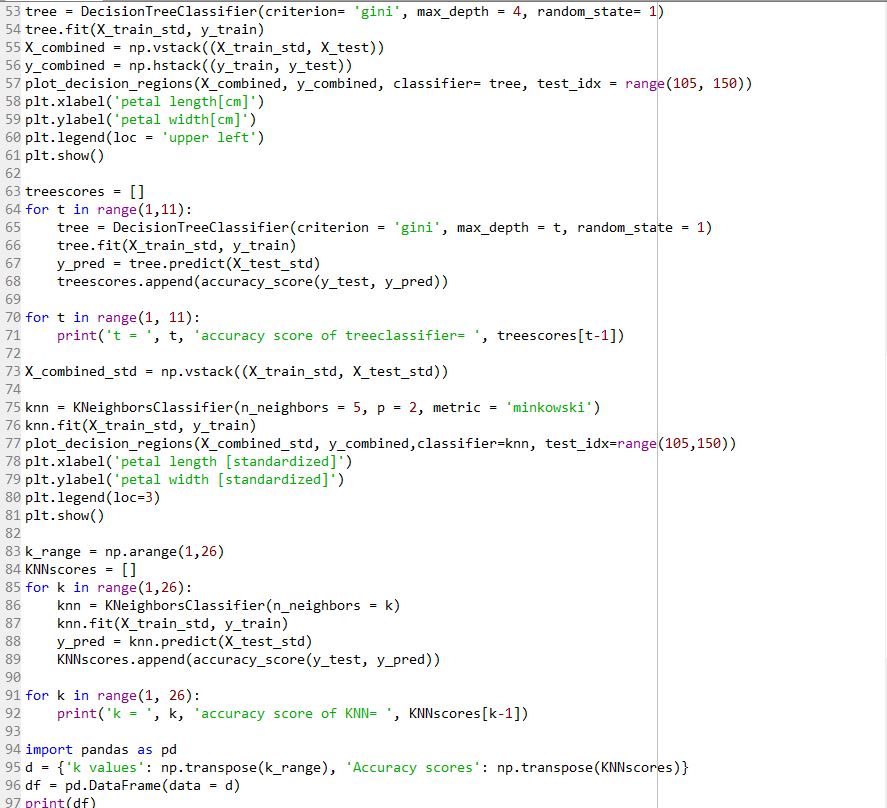 53 tree = DecisionTreeClassifier(criterion= 'gini', max_depth = 4, random_state= 1)
54 tree.fit(X_train_std, y_train)
55 X_combined = np.vstack((X_train_std, X_test))
56 y_combined = np.hstack((y_train, y_test))
57 plot_decision_regions(X_combined, y_combined, classifier= tree, test_idx = range(105, 150))
58 plt.xlabel('petal length[cm]')
59 plt.ylabel('petal width[cm]')
60 plt.legend(loc = 'upper left')
61 plt.show()
62
63 treescores = []
64 for t in range(1,11):
65     tree = DecisionTreeClassifier(criterion = 'gini', max_depth = t, random_state = 1)
66     tree.fit(X_train_std, y_train)
67     y_pred = tree.predict(X_test_std)
68     treescores.append(accuracy_score(y_test, y_pred))
69
70 for t in range(1, 11):
71     print('t = ', t, 'accuracy score of treeclassifier= ', treescores[t-1])
72
73 X_combined_std = np.vstack((X_train_std, X_test_std))
74
75 knn = KNeighborsClassifier(n_neighbors = 5, p = 2, metric = 'minkowski')
76 knn.fit(X_train_std, y_train)
77 plot_decision_regions(X_combined_std, y_combined,classifier=knn, test_idx=range(105,150))
78 plt.xlabel('petal length [standardized]')
79 plt.ylabel('petal width [standardized]')
80 plt.legend(loc=3)
81 plt.show()
82
83 k_range = np.arange(1,26)
84 KNNscores = []
85 for k in range(1,26):
86     knn = KNeighborsClassifier(n_neighbors = k)
87     knn.fit(X_train_std, y_train)
88     y_pred = knn.predict(X_test_std)
89     KNNscores.append(accuracy_score(y_test, y_pred))
90
91 for k in range(1, 26):
92     print('k = ', k, 'accuracy score of KNN= ', KNNscores[k-1])
93
94 import pandas as pd
95 d = {'k values': np.transpose(k_range), 'Accuracy scores': np.transpose(KNNscores)}
96 df = pd.DataFrame(data = d)
97 print(df)